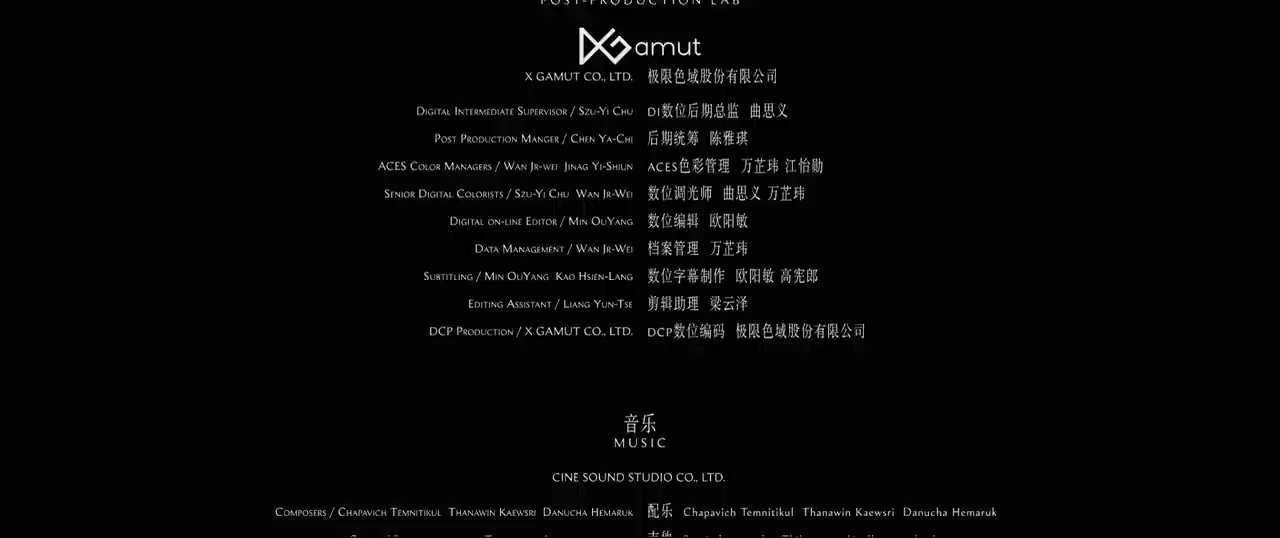 POST-PRODUCTION LAB
XGamut
X GAMUT CO., LTD. 极限色域股份有限公司
Digital Intermediate Supervisor / Szu-Yi Chu DI数位后期总监 曲思义
Post Production Manger / Chen Ya-Chi 后期统筹 陈雅琪
ACES Color Managers / Wan Jr-wei Jinag Yi-Shiun ACES色彩管理 万芷玮 江怡勋
Senior Digital Colorists / Szu-Yi Chu Wan Jr-Wei 数位调光师 曲思义 万芷玮
Digital on-line Editor / Min OuYang 数位编辑 欧阳敏
Data Management / Wan Jr-Wei 档案管理 万芷玮
Subtitling / Min OuYang Kao Hsien-Lang 数位字幕制作 欧阳敏 高宪郎
Editing Assistant / Liang Yun-Tse 剪辑助理 梁云泽
DCP Production / X GAMUT CO., LTD. DCP数位编码 极限色域股份有限公司
音乐
MUSIC
CINE SOUND STUDIO CO., LTD.
Composers / Chapavich Temnitikul Thanawin Kaewsri Danucha Hemaruk 配乐 Chapavich Temnitikul Thanawin Kaewsri Danucha Hemaruk